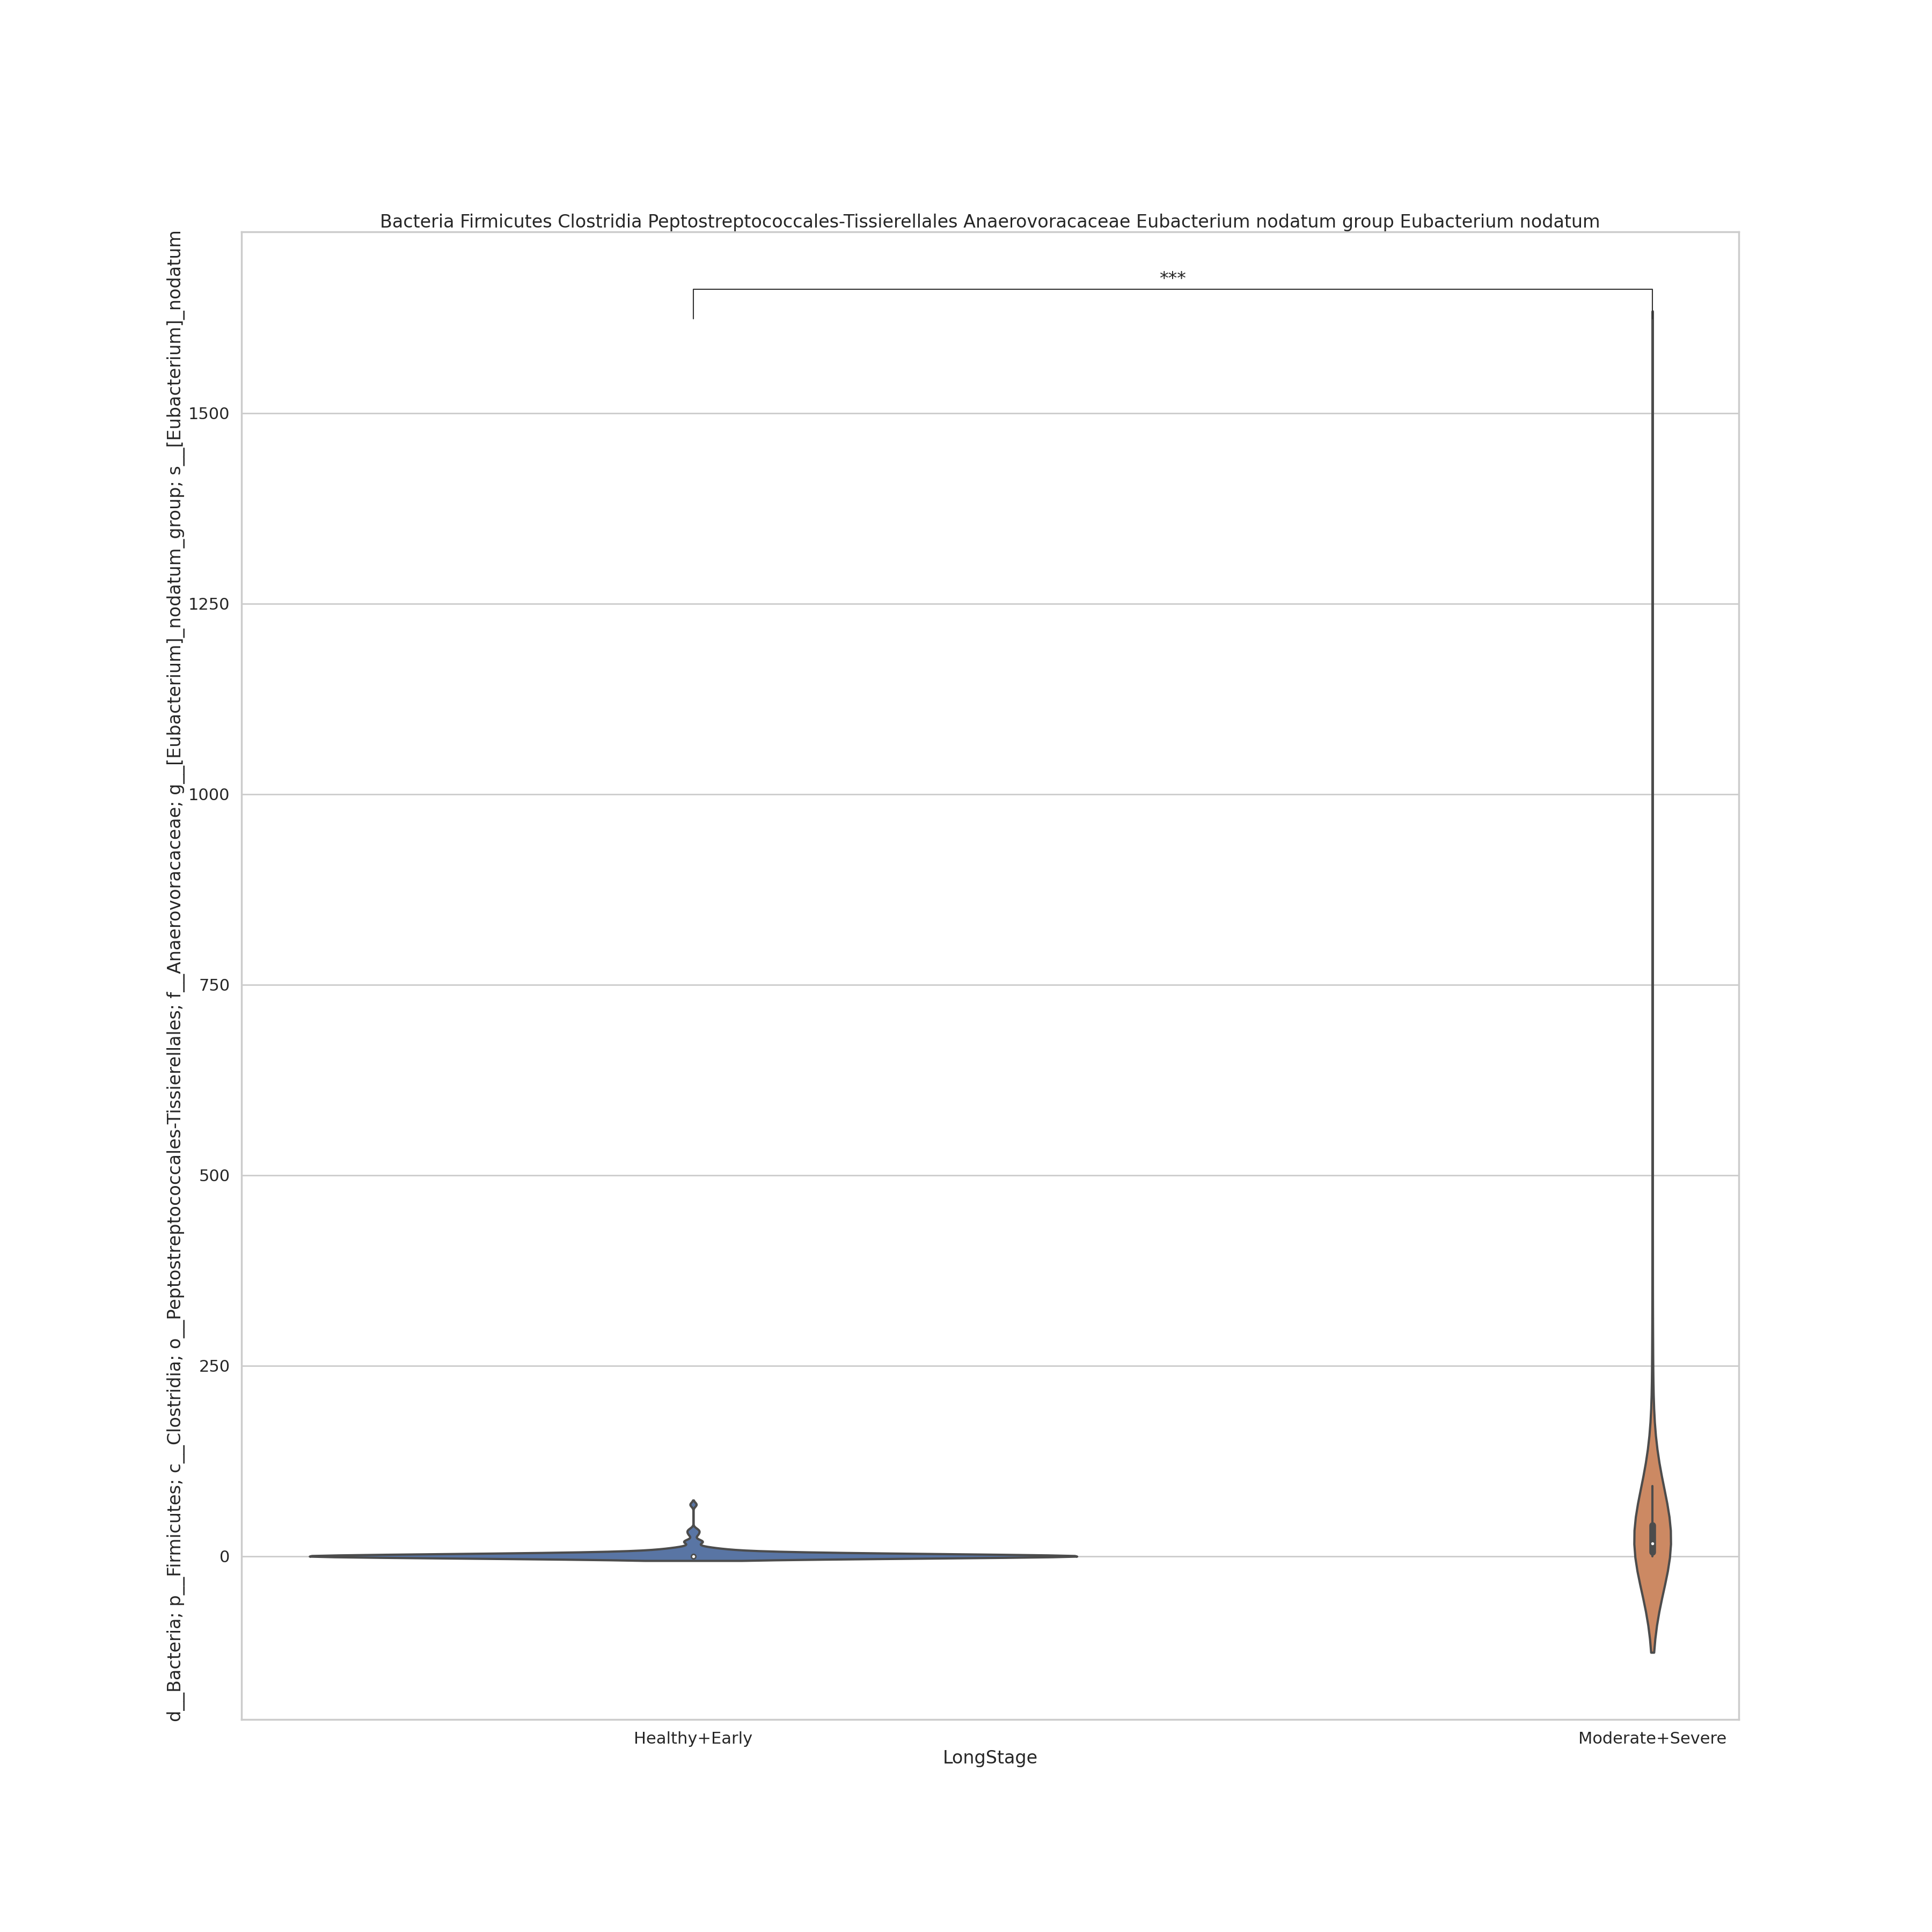 Bacteria Firmicutes Clostridia Peptostreptococcales-Tissierellales Anaerovoracaceae Eubacterium nodatum group Eubacterium nodatum
d__Bacteria; p__Firmicutes; c__Clostridia; o__Peptostreptococcales-Tissierellales; f__Anaerovoracaceae; g__[Eubacterium]_nodatum_group; s__[Eubacterium]_nodatum
***
1500
1250
1000
750
500
250
0
Healthy+Early
Moderate+Severe
LongStage